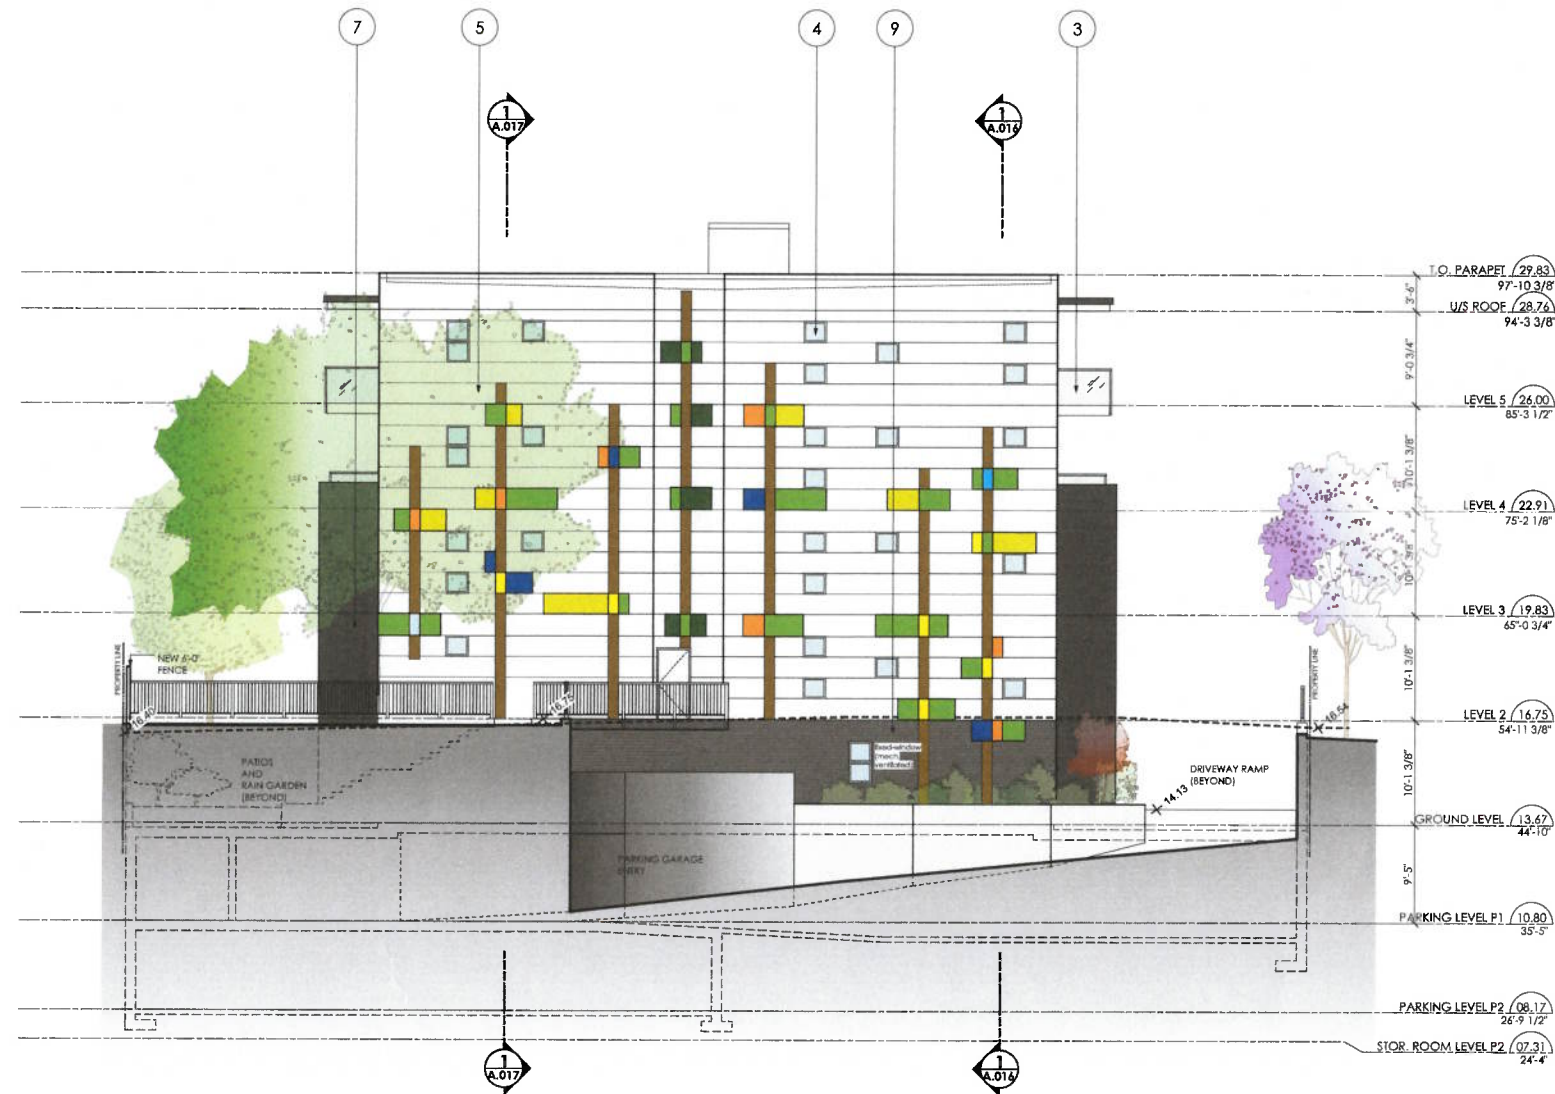 7
5
4
9
3
1
A.017
1
A.016
T.O. PARAPET 29.83
97'-10 3/8"
3'-6"
U/S ROOF 28.76
94'-3 3/8"
9'-0 3/4"
LEVEL 5 26.00
85'-3 1/2"
10'-1 3/8"
LEVEL 4 22.91
75'-2 1/8"
10'-1 3/8"
LEVEL 3 19.83
65'-0 3/4"
PROPERTY LINE
NEW 6'-0"
FENCE
PROPERTY LINE
10'-1 3/8"
16.40
16.75
16.54
LEVEL 2 16.75
54'-11 3/8"
PATIOS
AND
RAIN GARDEN
(BEYOND)
(mech.
ventilated)
DRIVEWAY RAMP
(BEYOND)
10'-1 3/8"
14.13
GROUND LEVEL 13.67
44'-10"
PARKING GARAGE
ENTRY
9'-5"
PARKING LEVEL P1 10.80
35'-5"
PARKING LEVEL P2 08.17
26'-9 1/2"
STOR. ROOM LEVEL P2 07.31
24'-4"
1
A.017
1
A.016